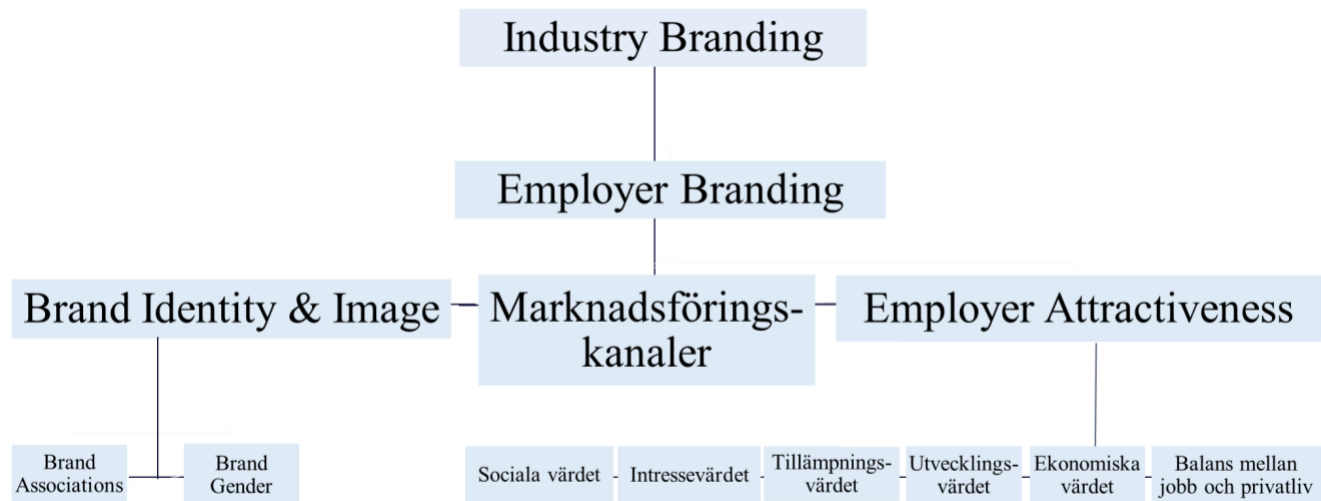 Industry Branding
Employer Branding
Brand Identity & Image
Marknadsförings-
kanaler
Employer Attractiveness
Brand
Associations
Brand
Gender
Sociala värdet
Intressevärdet
Tillämpnings-
värdet
Utvecklings-
värdet
Ekonomiska
värdet
Balans mellan
jobb och privatliv